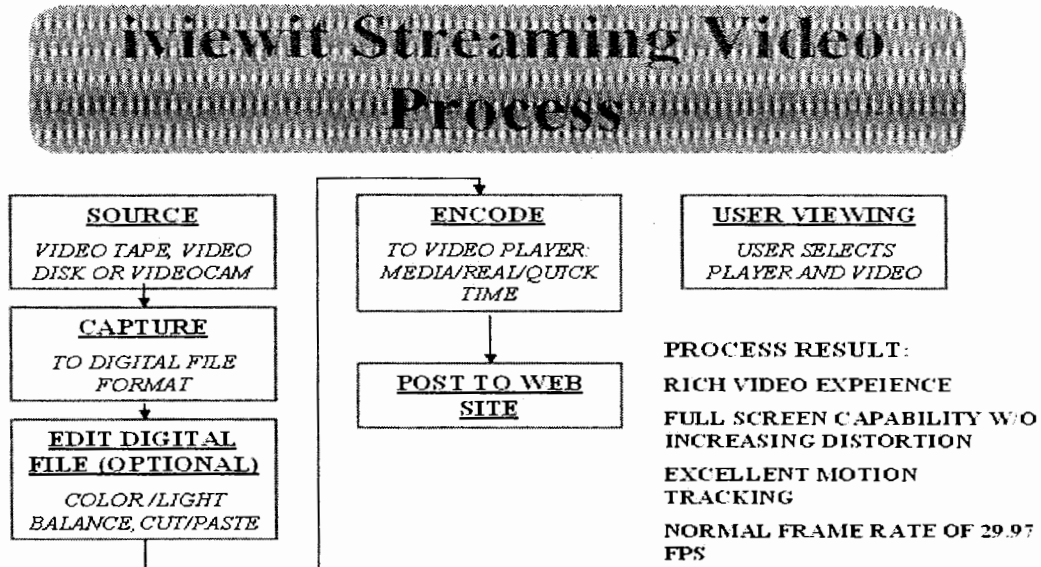 iviewit Streaming Video
Process
SOURCE
VIDEO TAPE, VIDEO
DISK OR VIDEOCAM
CAPTURE
TO DIGITAL FILE
FORMAT
EDIT DIGITAL
FILE (OPTIONAL)
COLOR/LIGHT
BALANCE, CUT/PASTE
ENCODE
TO VIDEO PLAYER:
MEDIA/REAL/QUICK
TIME
POST TO WEB
SITE
USER VIEWING
USER SELECTS
PLAYER AND VIDEO
PROCESS RESULT:
RICH VIDEO EXPEIENCE
FULL SCREEN CAPABILITY W/O
INCREASING DISTORTION
EXCELLENT MOTION
TRACKING
NORMAL FRAME RATE OF 29.97
FPS